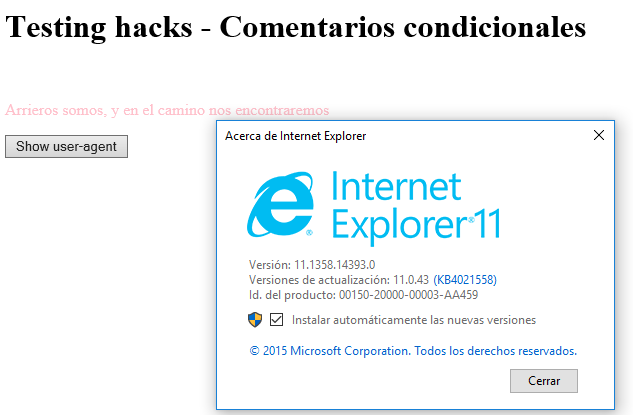 Testing hacks - Comentarios condicionales
Arrieros somos, y en el camino nos encontraremos
Show user-agent
Acerca de Internet Explorer
Internet
Explorer®11
Versión: 11.1358.14393.0
Versiones de actualización: 11.0.43 (KB4021558)
Id. del producto: 00150-20000-00003-AA459
Instalar automáticamente las nuevas versiones
© 2015 Microsoft Corporation. Todos los derechos reservados.
Cerrar